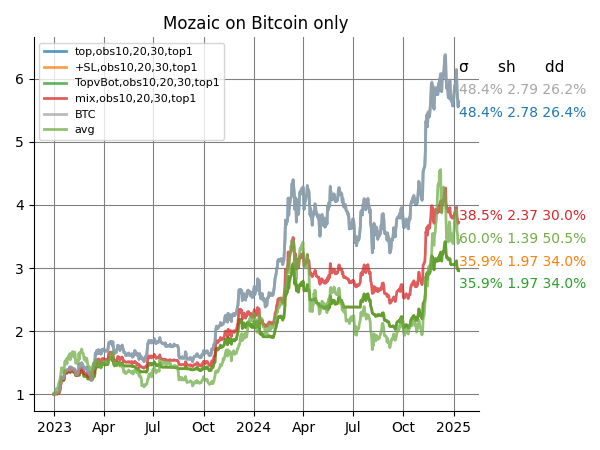 Mozaic on Bitcoin only
top,obs10,20,30,top1
+SL,obs10,20,30,top1
TopvBot,obs10,20,30,top1
mix,obs10,20,30,top1
BTC
avg
σ sh dd
48.4% 2.79 26.2%
48.4% 2.78 26.4%
38.5% 2.37 30.0%
60.0% 1.39 50.5%
35.9% 1.97 34.0%
35.9% 1.97 34.0%
6
5
4
3
2
1
2023 Apr Jul Oct 2024 Apr Jul Oct 2025